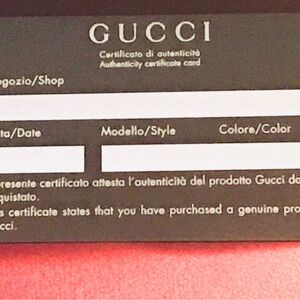 GUCCI
Certificato di autenticità
Authenticity certificate card
egozio/Shop
ta/Date Modello/Style Colore/Color
resente certificato attesta l'autenticità del prodotto Gucci da
quistato.
s certificate states that you have purchased a genuine pro
cci.